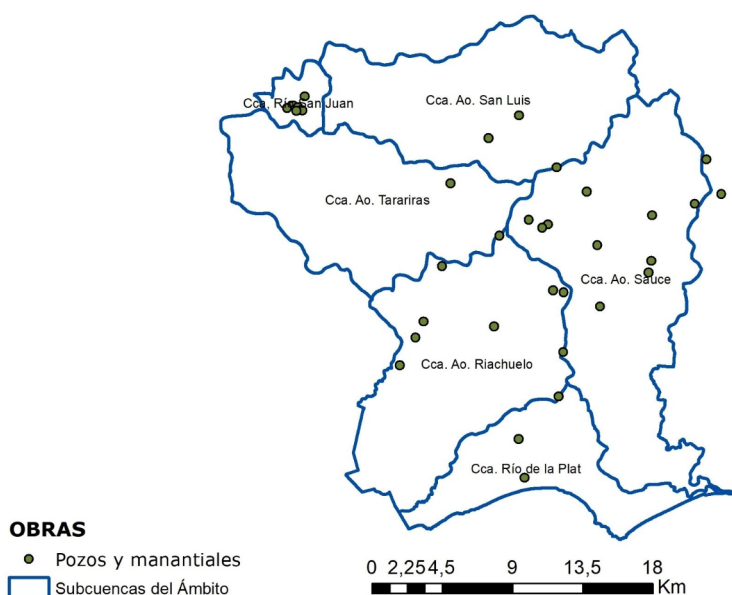 Cca. Río San Juan
Cca. Ao. San Luis
Cca. Ao. Tarariras
Cca. Ao. Sauce
Cca. Ao. Riachuelo
Cca. Río de la Plat
OBRAS
Pozos y manantiales
Subcuencas del Ámbito
0 2,25 4,5 9 13,5 18
Km